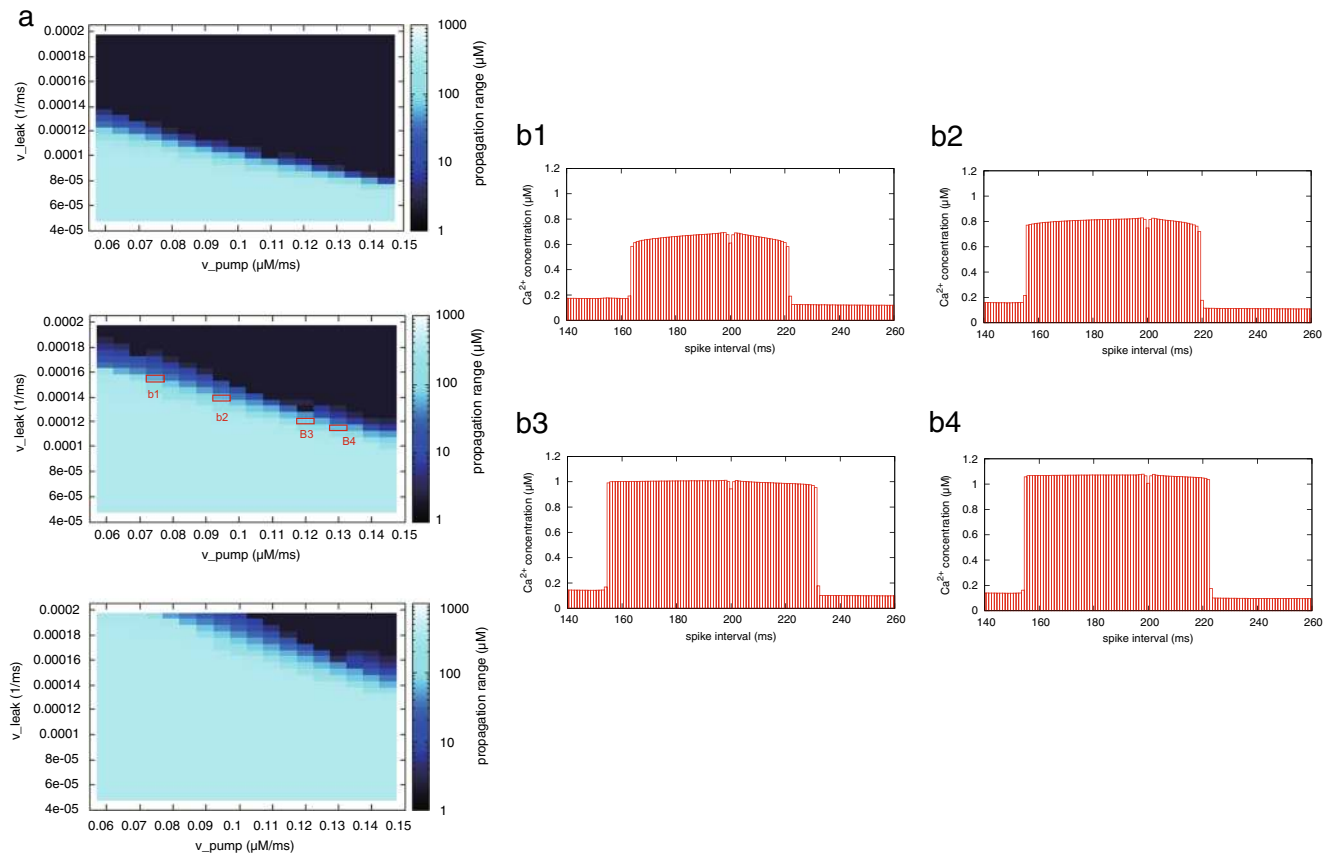 a
0.0002
0.00018
0.00016
0.00014
0.00012
0.0001
8e-05
6e-05
4e-05
v_leak (1/ms)
0.06 0.07 0.08 0.09 0.1 0.11 0.12 0.13 0.14 0.15
v_pump (µM/ms)
1000
100
10
1
propagation range (µM)
0.0002
0.00018
0.00016
0.00014
0.00012
0.0001
8e-05
6e-05
4e-05
v_leak (1/ms)
b1
b2
B3
B4
0.06 0.07 0.08 0.09 0.1 0.11 0.12 0.13 0.14 0.15
v_pump (µM/ms)
1000
100
10
1
propagation range (µM)
0.0002
0.00018
0.00016
0.00014
0.00012
0.0001
8e-05
6e-05
4e-05
v_leak (1/ms)
0.06 0.07 0.08 0.09 0.1 0.11 0.12 0.13 0.14 0.15
v_pump (µM/ms)
1000
100
10
1
propagation range (µM)
b1
1.2
1
0.8
0.6
0.4
0.2
0
Ca²⁺ concentration (µM)
140 160 180 200 220 240 260
spike interval (ms)
b2
1.2
1
0.8
0.6
0.4
0.2
0
Ca²⁺ concentration (µM)
140 160 180 200 220 240 260
spike interval (ms)
b3
1.2
1
0.8
0.6
0.4
0.2
0
Ca²⁺ concentration (µM)
140 160 180 200 220 240 260
spike interval (ms)
b4
1.2
1
0.8
0.6
0.4
0.2
0
Ca²⁺ concentration (µM)
140 160 180 200 220 240 260
spike interval (ms)